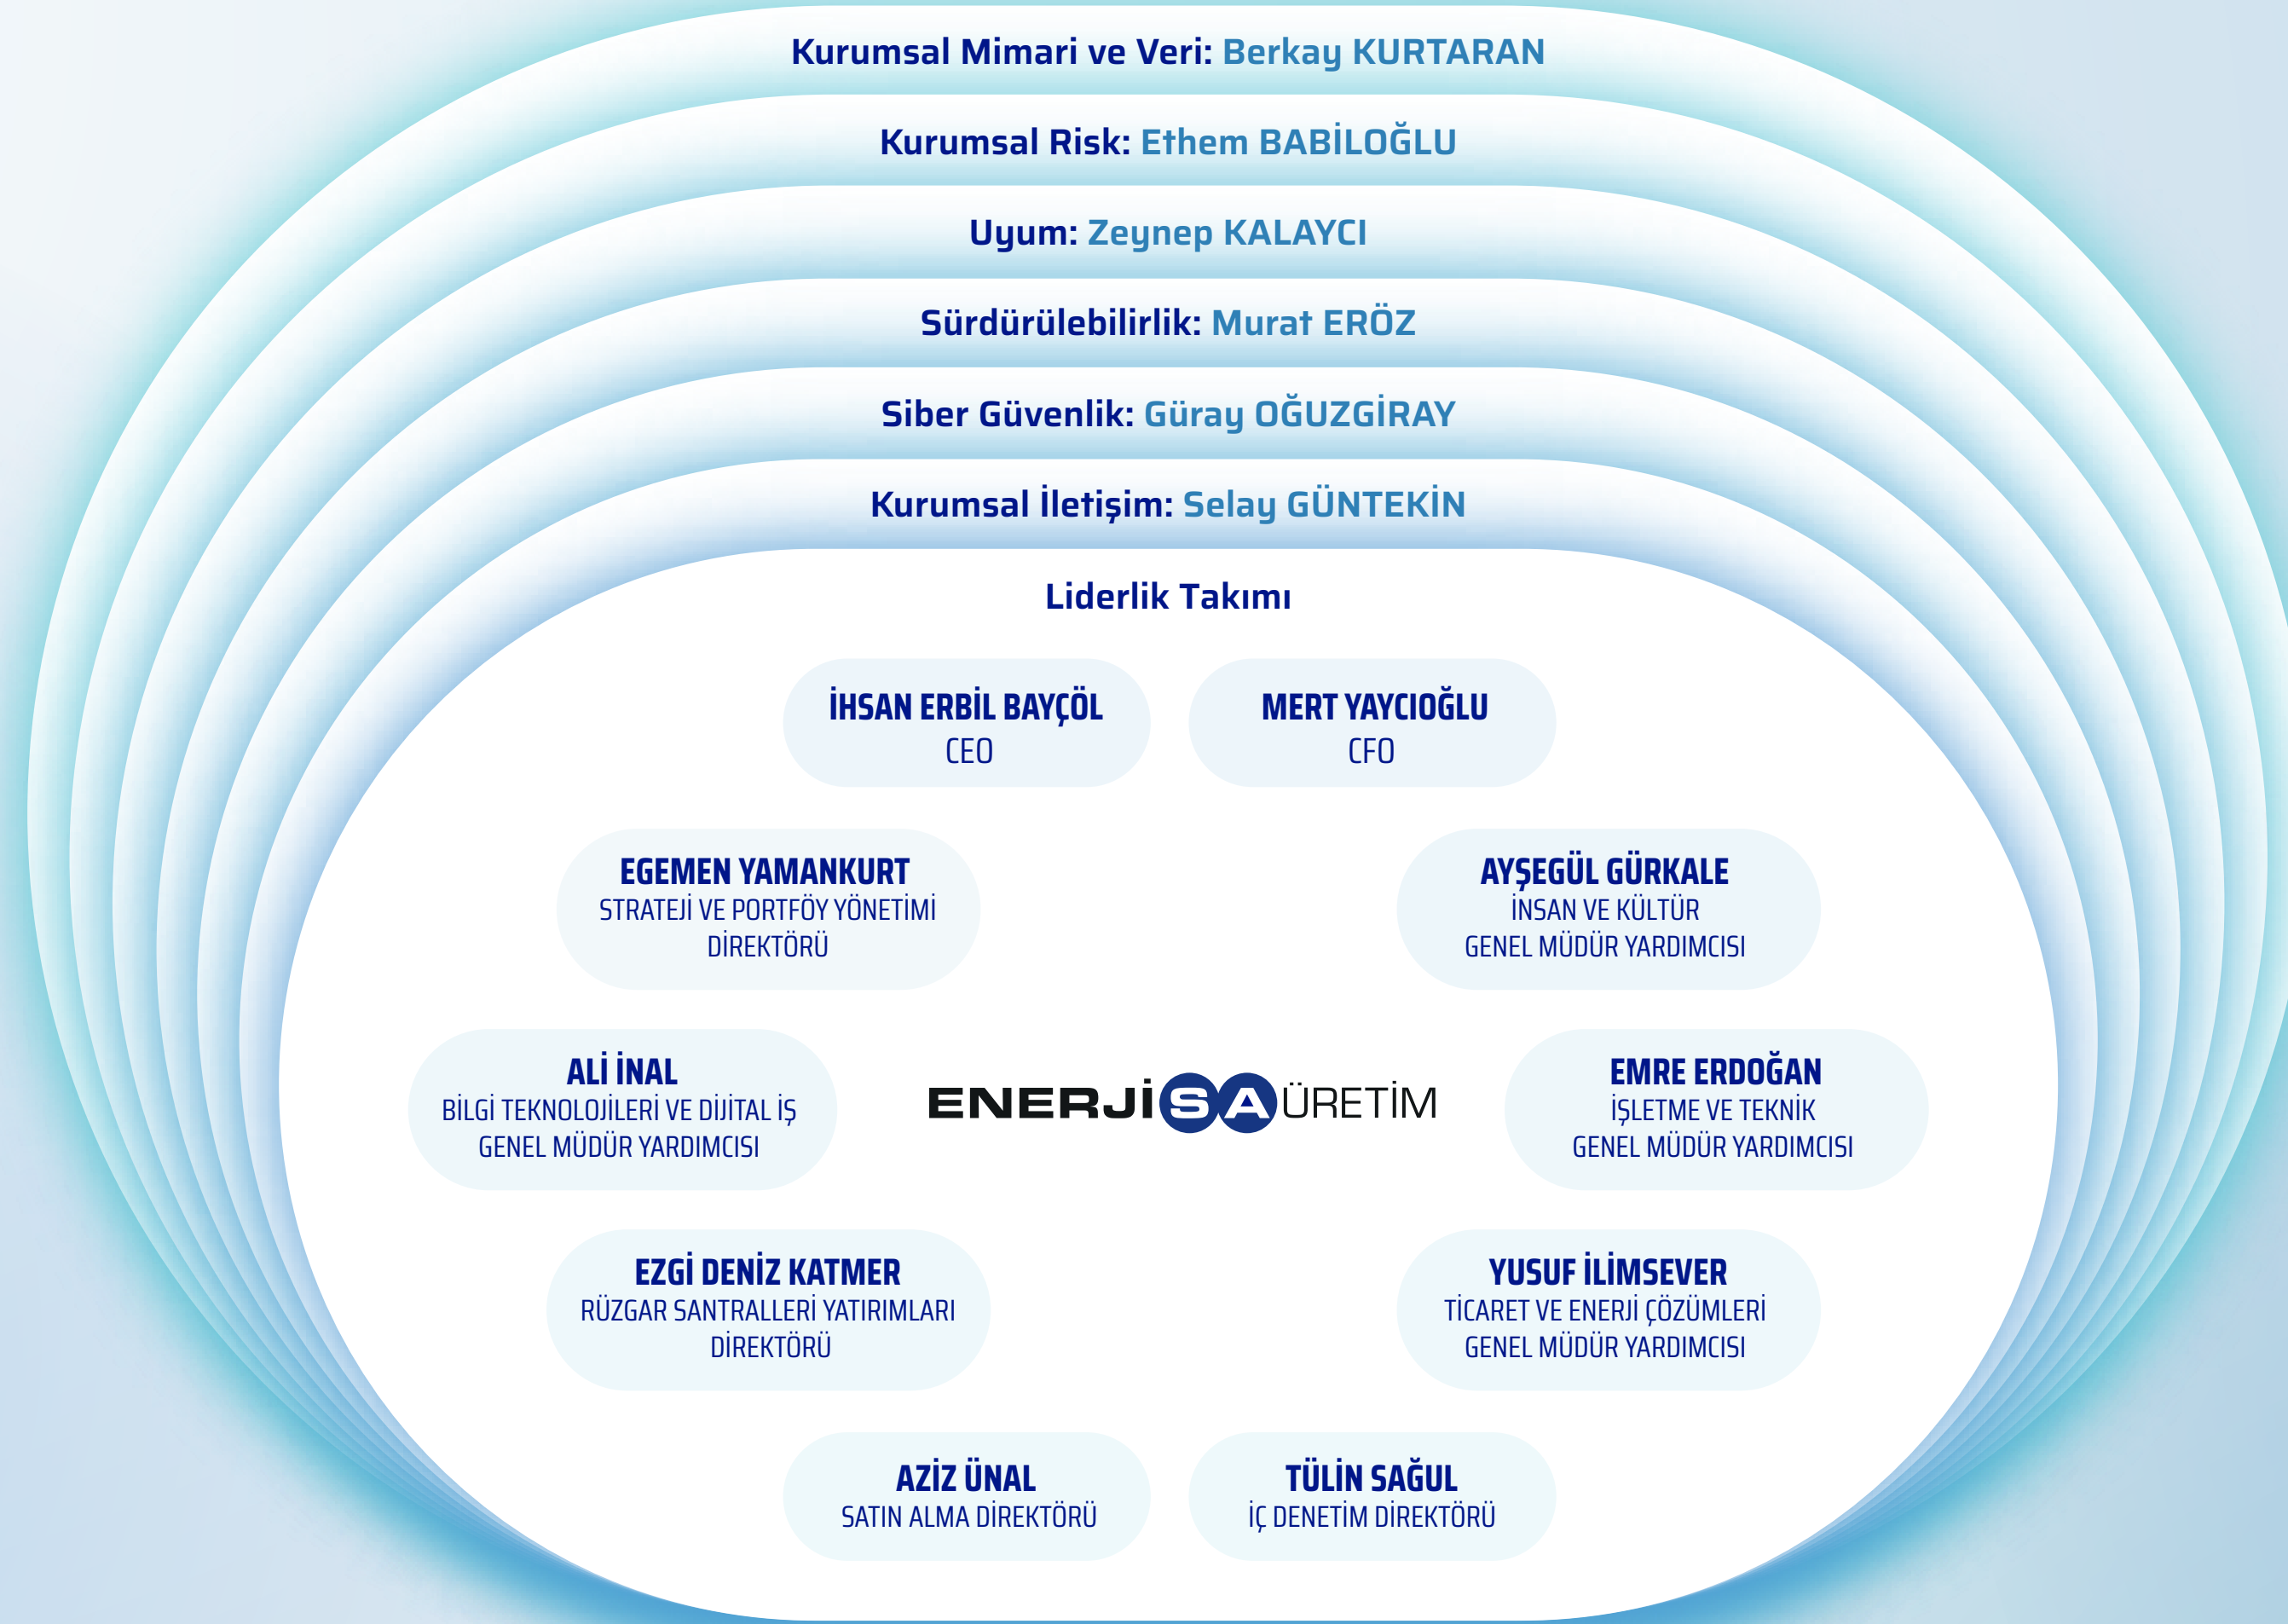 Kurumsal Mimari ve Veri: Berkay KURTARAN
Kurumsal Risk: Ethem BABİLOĞLU
Uyum: Zeynep KALAYCI
Sürdürülebilirlik: Murat ERÖZ
Siber Güvenlik: Güray OĞUZGİRAY
Kurumsal İletişim: Selay GÜNTEKİN
Liderlik Takımı
İHSAN ERBİL BAYÇÖL
CEO
MERT YAYCIOĞLU
CFO
EGEMEN YAMANKURT
STRATEJİ VE PORTFÖY YÖNETİMİ
DİREKTÖRÜ
AYŞEGÜL GÜRKALE
İNSAN VE KÜLTÜR
GENEL MÜDÜR YARDIMCISI
ALİ İNAL
BİLGİ TEKNOLOJİLERİ VE DİJİTAL İŞ
GENEL MÜDÜR YARDIMCISI
ENERJİSA ÜRETİM
EMRE ERDOĞAN
İŞLETME VE TEKNİK
GENEL MÜDÜR YARDIMCISI
EZGİ DENİZ KATMER
RÜZGAR SANTRALLERİ YATIRIMLARI
DİREKTÖRÜ
YUSUF İLİMSEVER
TİCARET VE ENERJİ ÇÖZÜMLERİ
GENEL MÜDÜR YARDIMCISI
AZİZ ÜNAL
SATIN ALMA DİREKTÖRÜ
TÜLİN SAĞUL
İÇ DENETİM DİREKTÖRÜ